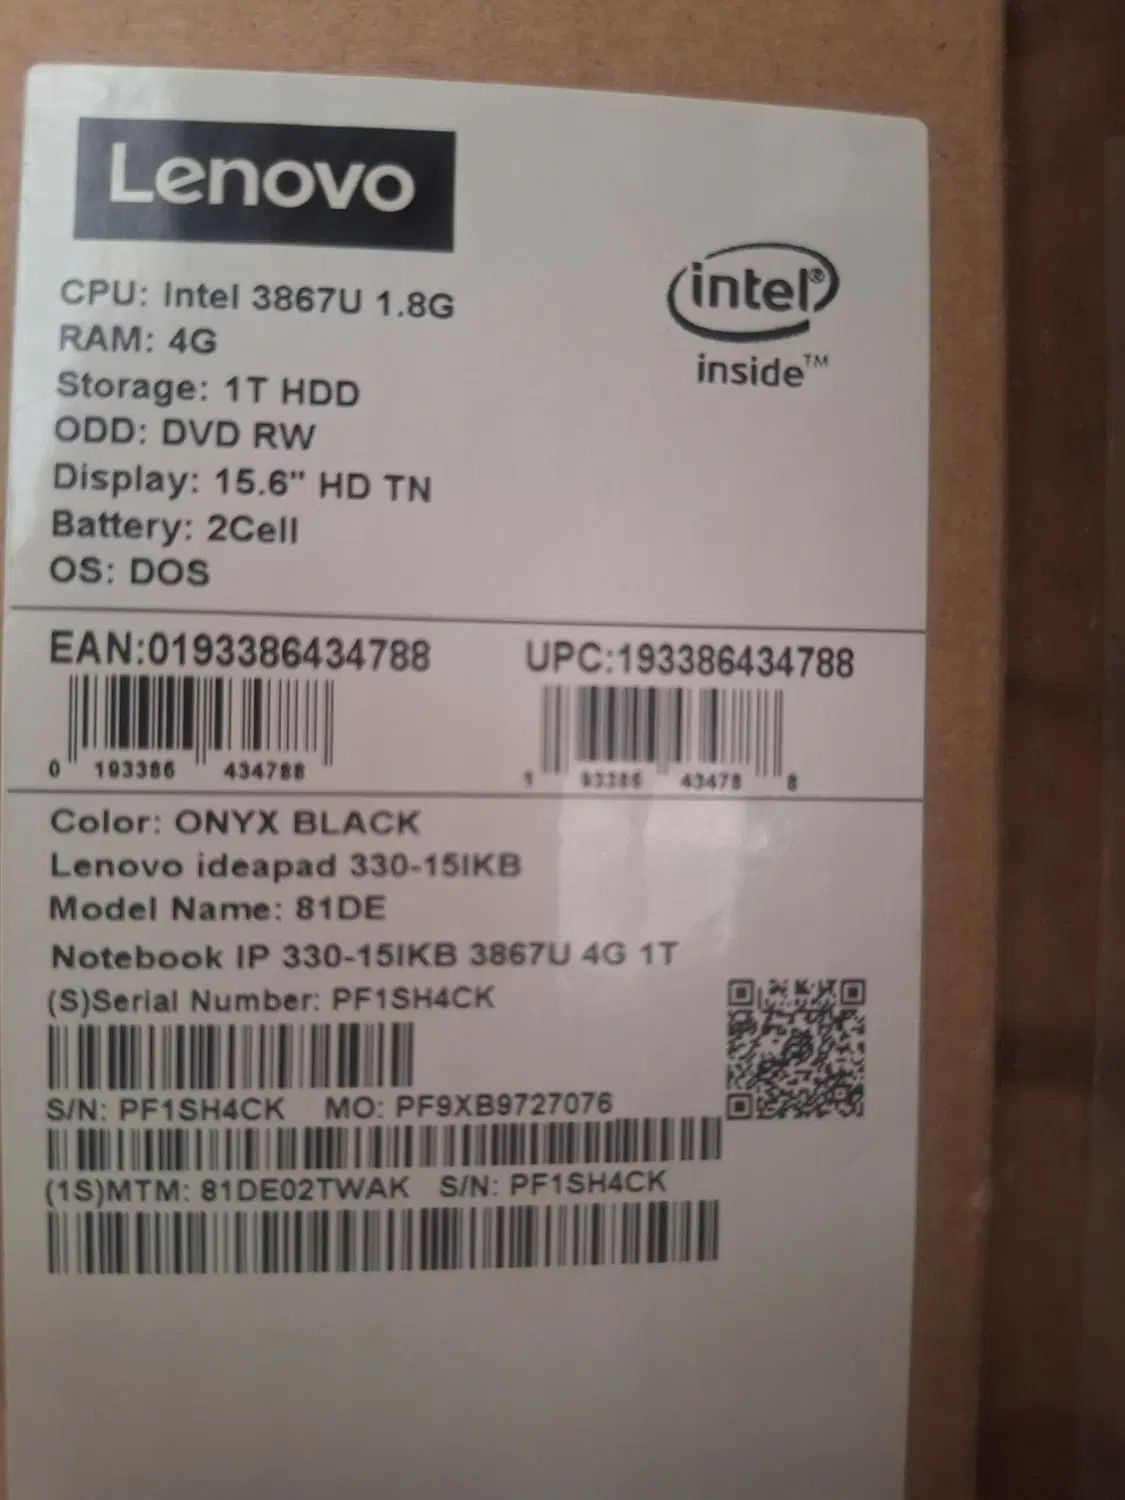 Lenovo
CPU: Intel 3867U 1.8G
RAM: 4G
Storage: 1T HDD
ODD: DVD RW
Display: 15.6" HD TN
Battery: 2Cell
OS: DOS
intel®
inside™
EAN:0193386434788
UPC:193386434788
0 193386 434788
1 93386 43478 8
Color: ONYX BLACK
Lenovo ideapad 330-15IKB
Model Name: 81DE
Notebook IP 330-15IKB 3867U 4G 1T
(S)Serial Number: PF1SH4CK
S/N: PF1SH4CK MO: PF9XB9727076
(1S)MTM: 81DE02TWAK S/N: PF1SH4CK